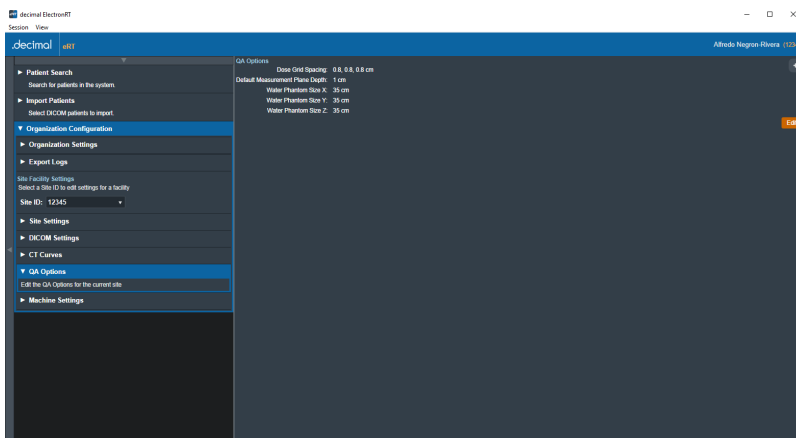 .decimal ElectronRT
Session View
.decimal eRT
Alfredo Negron-Rivera (123
Patient Search
Search for patients in the system.
Import Patients
Select DICOM patients to import.
Organization Configuration
Organization Settings
Export Logs
Site Facility Settings
Select a Site ID to edit settings for a facility
Site ID: 12345
Site Settings
DICOM Settings
CT Curves
QA Options
Edit the QA Options for the current site
Machine Settings
QA Options
Dose Grid Spacing: 0.8, 0.8, 0.8 cm
Default Measurement Plane Depth: 1 cm
Water Phantom Size X: 35 cm
Water Phantom Size Y: 35 cm
Water Phantom Size Z: 35 cm
Edit